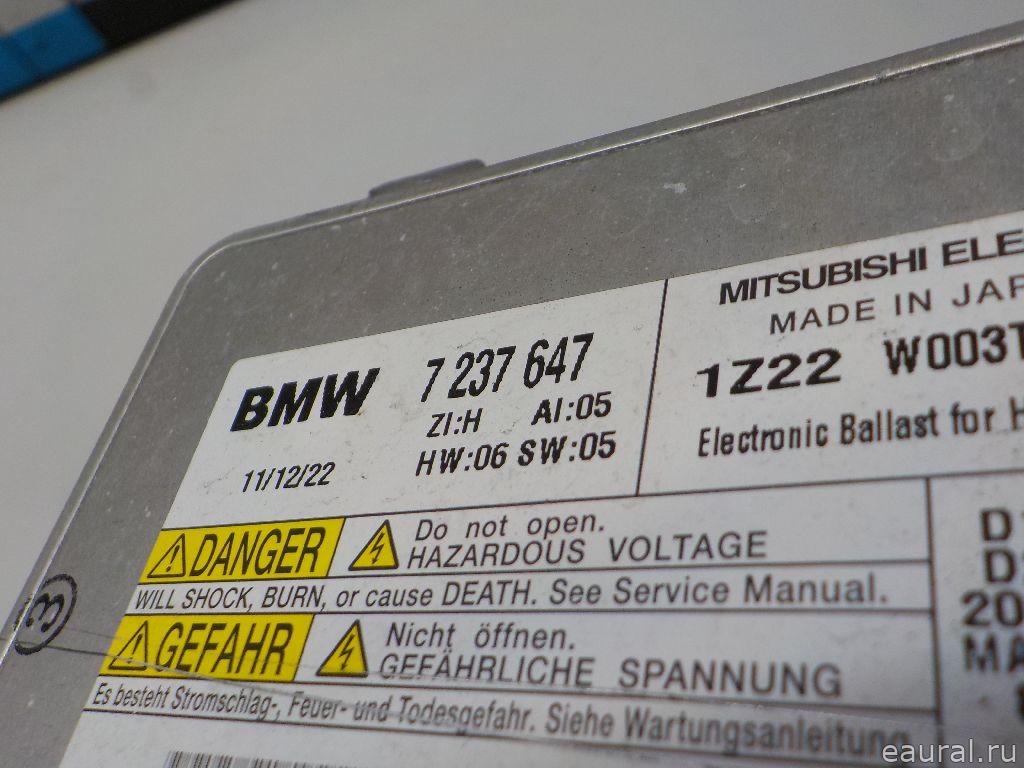 BMW 7 237 647
ZI:H AI:05
11/12/22 HW:06 SW:05
MITSUBISHI
MADE IN
1Z22
Electronic Ballast for
DANGER
Do not open.
HAZARDOUS VOLTAGE
WILL SHOCK, BURN, or cause DEATH. See Service Manual.
GEFAHR
Nicht öffnen.
GEFÄHRLICHE SPANNUNG
Es besteht Stromschlag-, Feuer- und Todesgefahr. Siehe Wartungsanleitung
3
eaural.ru